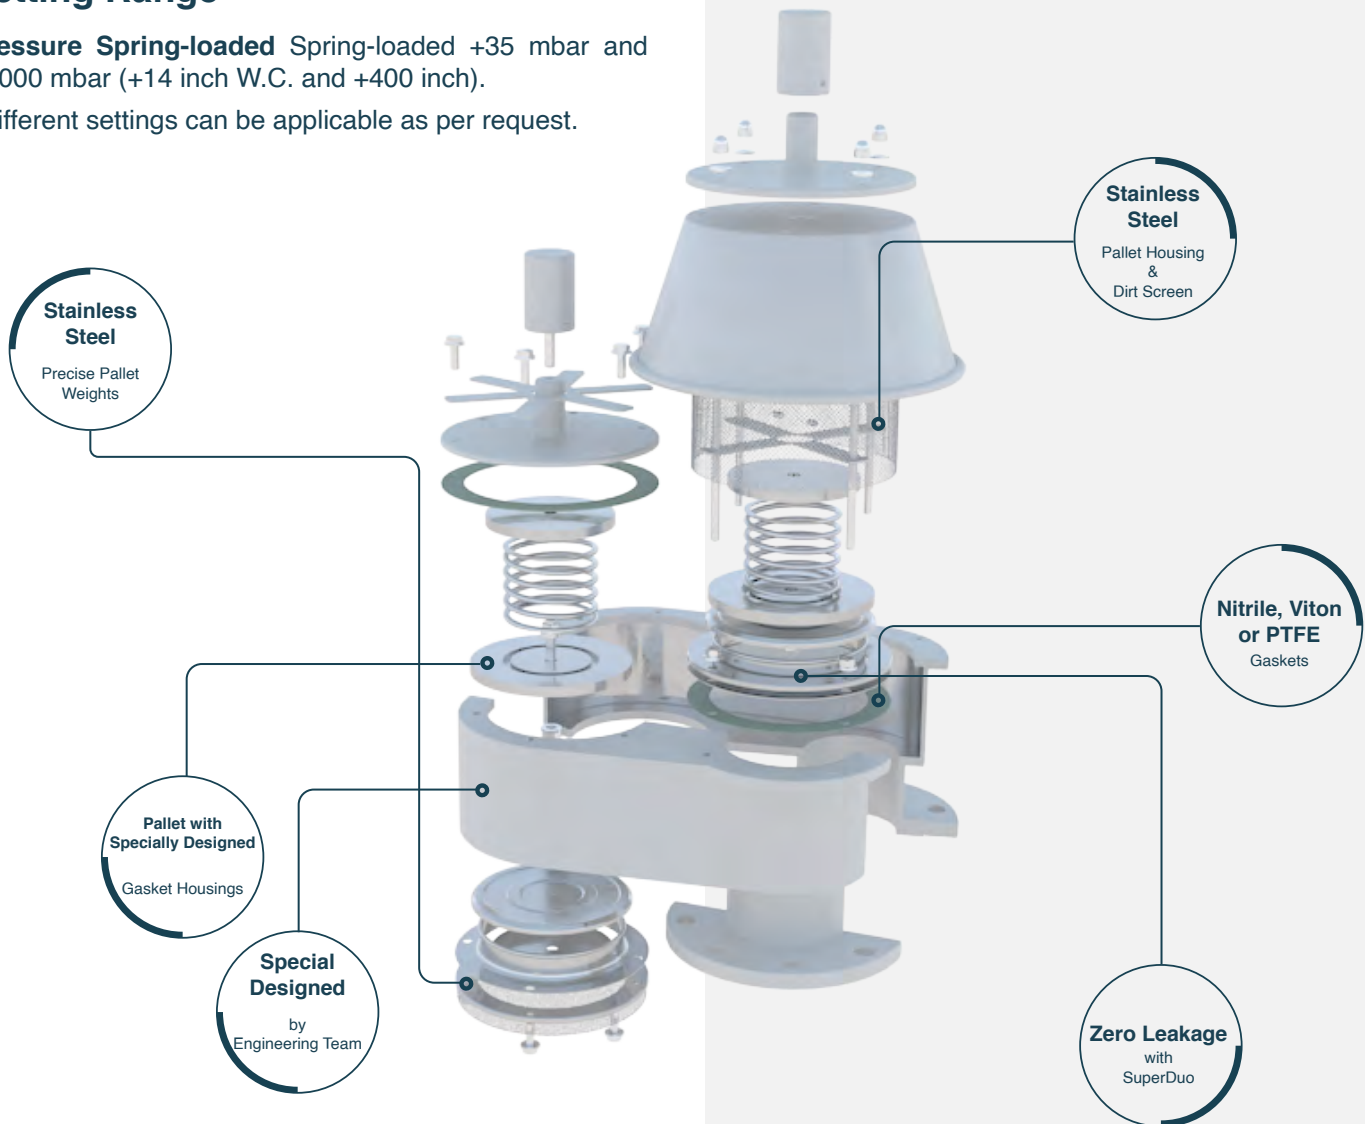 essure Spring-loaded Spring-loaded +35 mbar and
000 mbar (+14 inch W.C. and +400 inch).
ifferent settings can be applicable as per request.
Stainless
Steel
Pallet Housing
&
Dirt Screen
Stainless
Steel
Precise Pallet
Weights
Nitrile, Viton
or PTFE
Gaskets
Pallet with
Specially Designed
Gasket Housings
Special
Designed
by
Engineering Team
Zero Leakage
with
SuperDuo